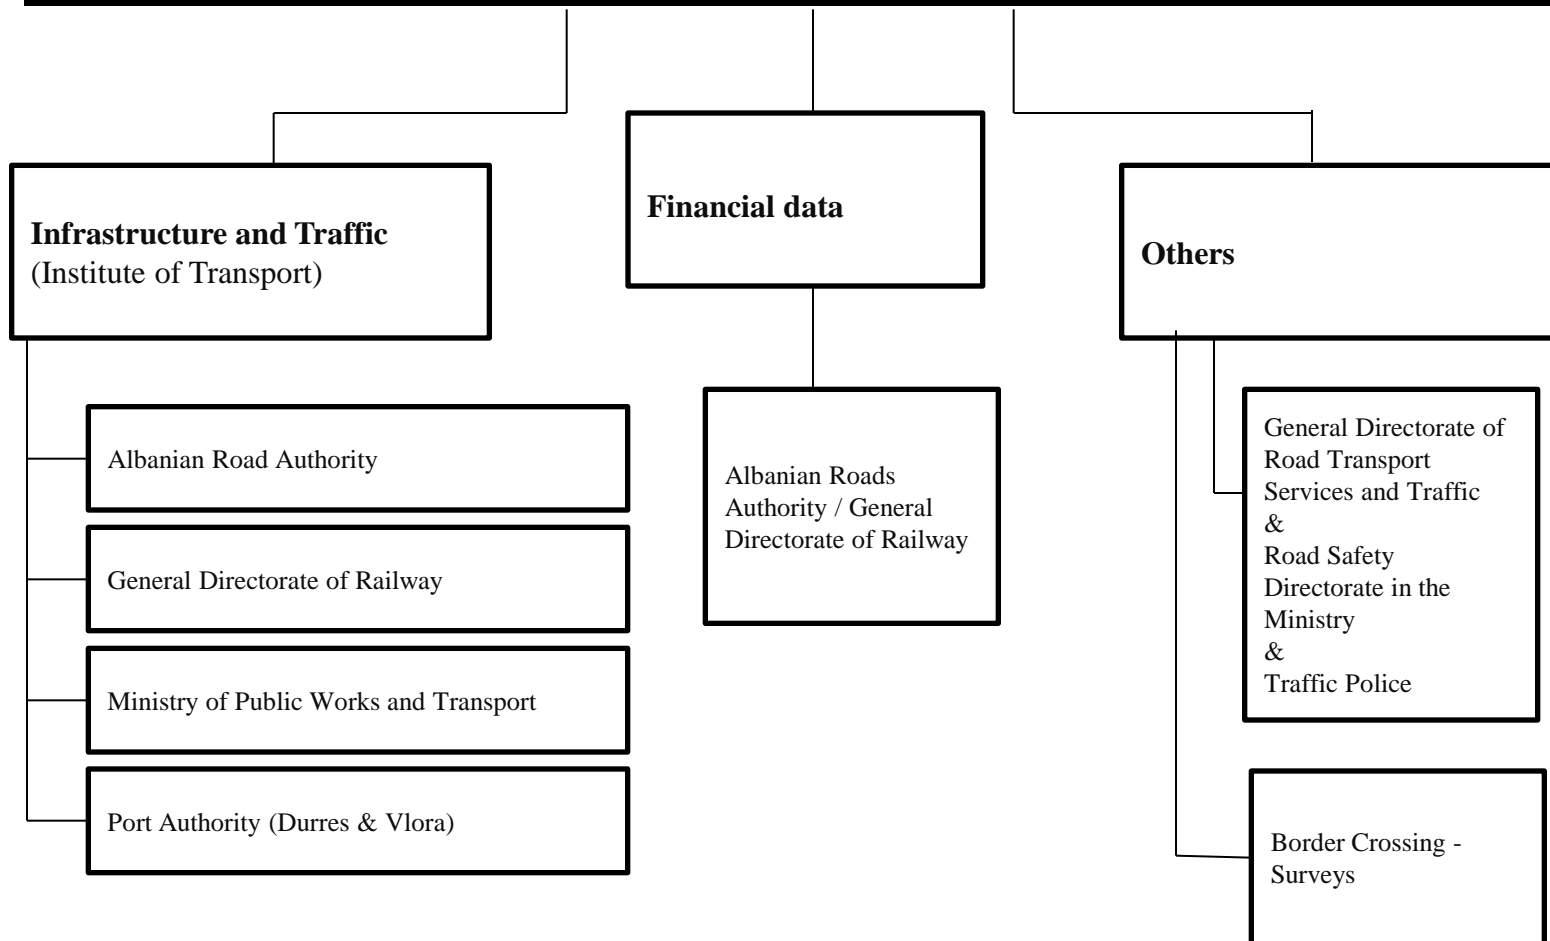 Infrastructure and Traffic
(Institute of Transport)
Albanian Road Authority
General Directorate of Railway
Ministry of Public Works and Transport
Port Authority (Durres & Vlora)
Financial data
Albanian Roads
Authority / General
Directorate of Railway
Others
General Directorate of
Road Transport
Services and Traffic
&
Road Safety
Directorate in the
Ministry
&
Traffic Police
Border Crossing -
Surveys